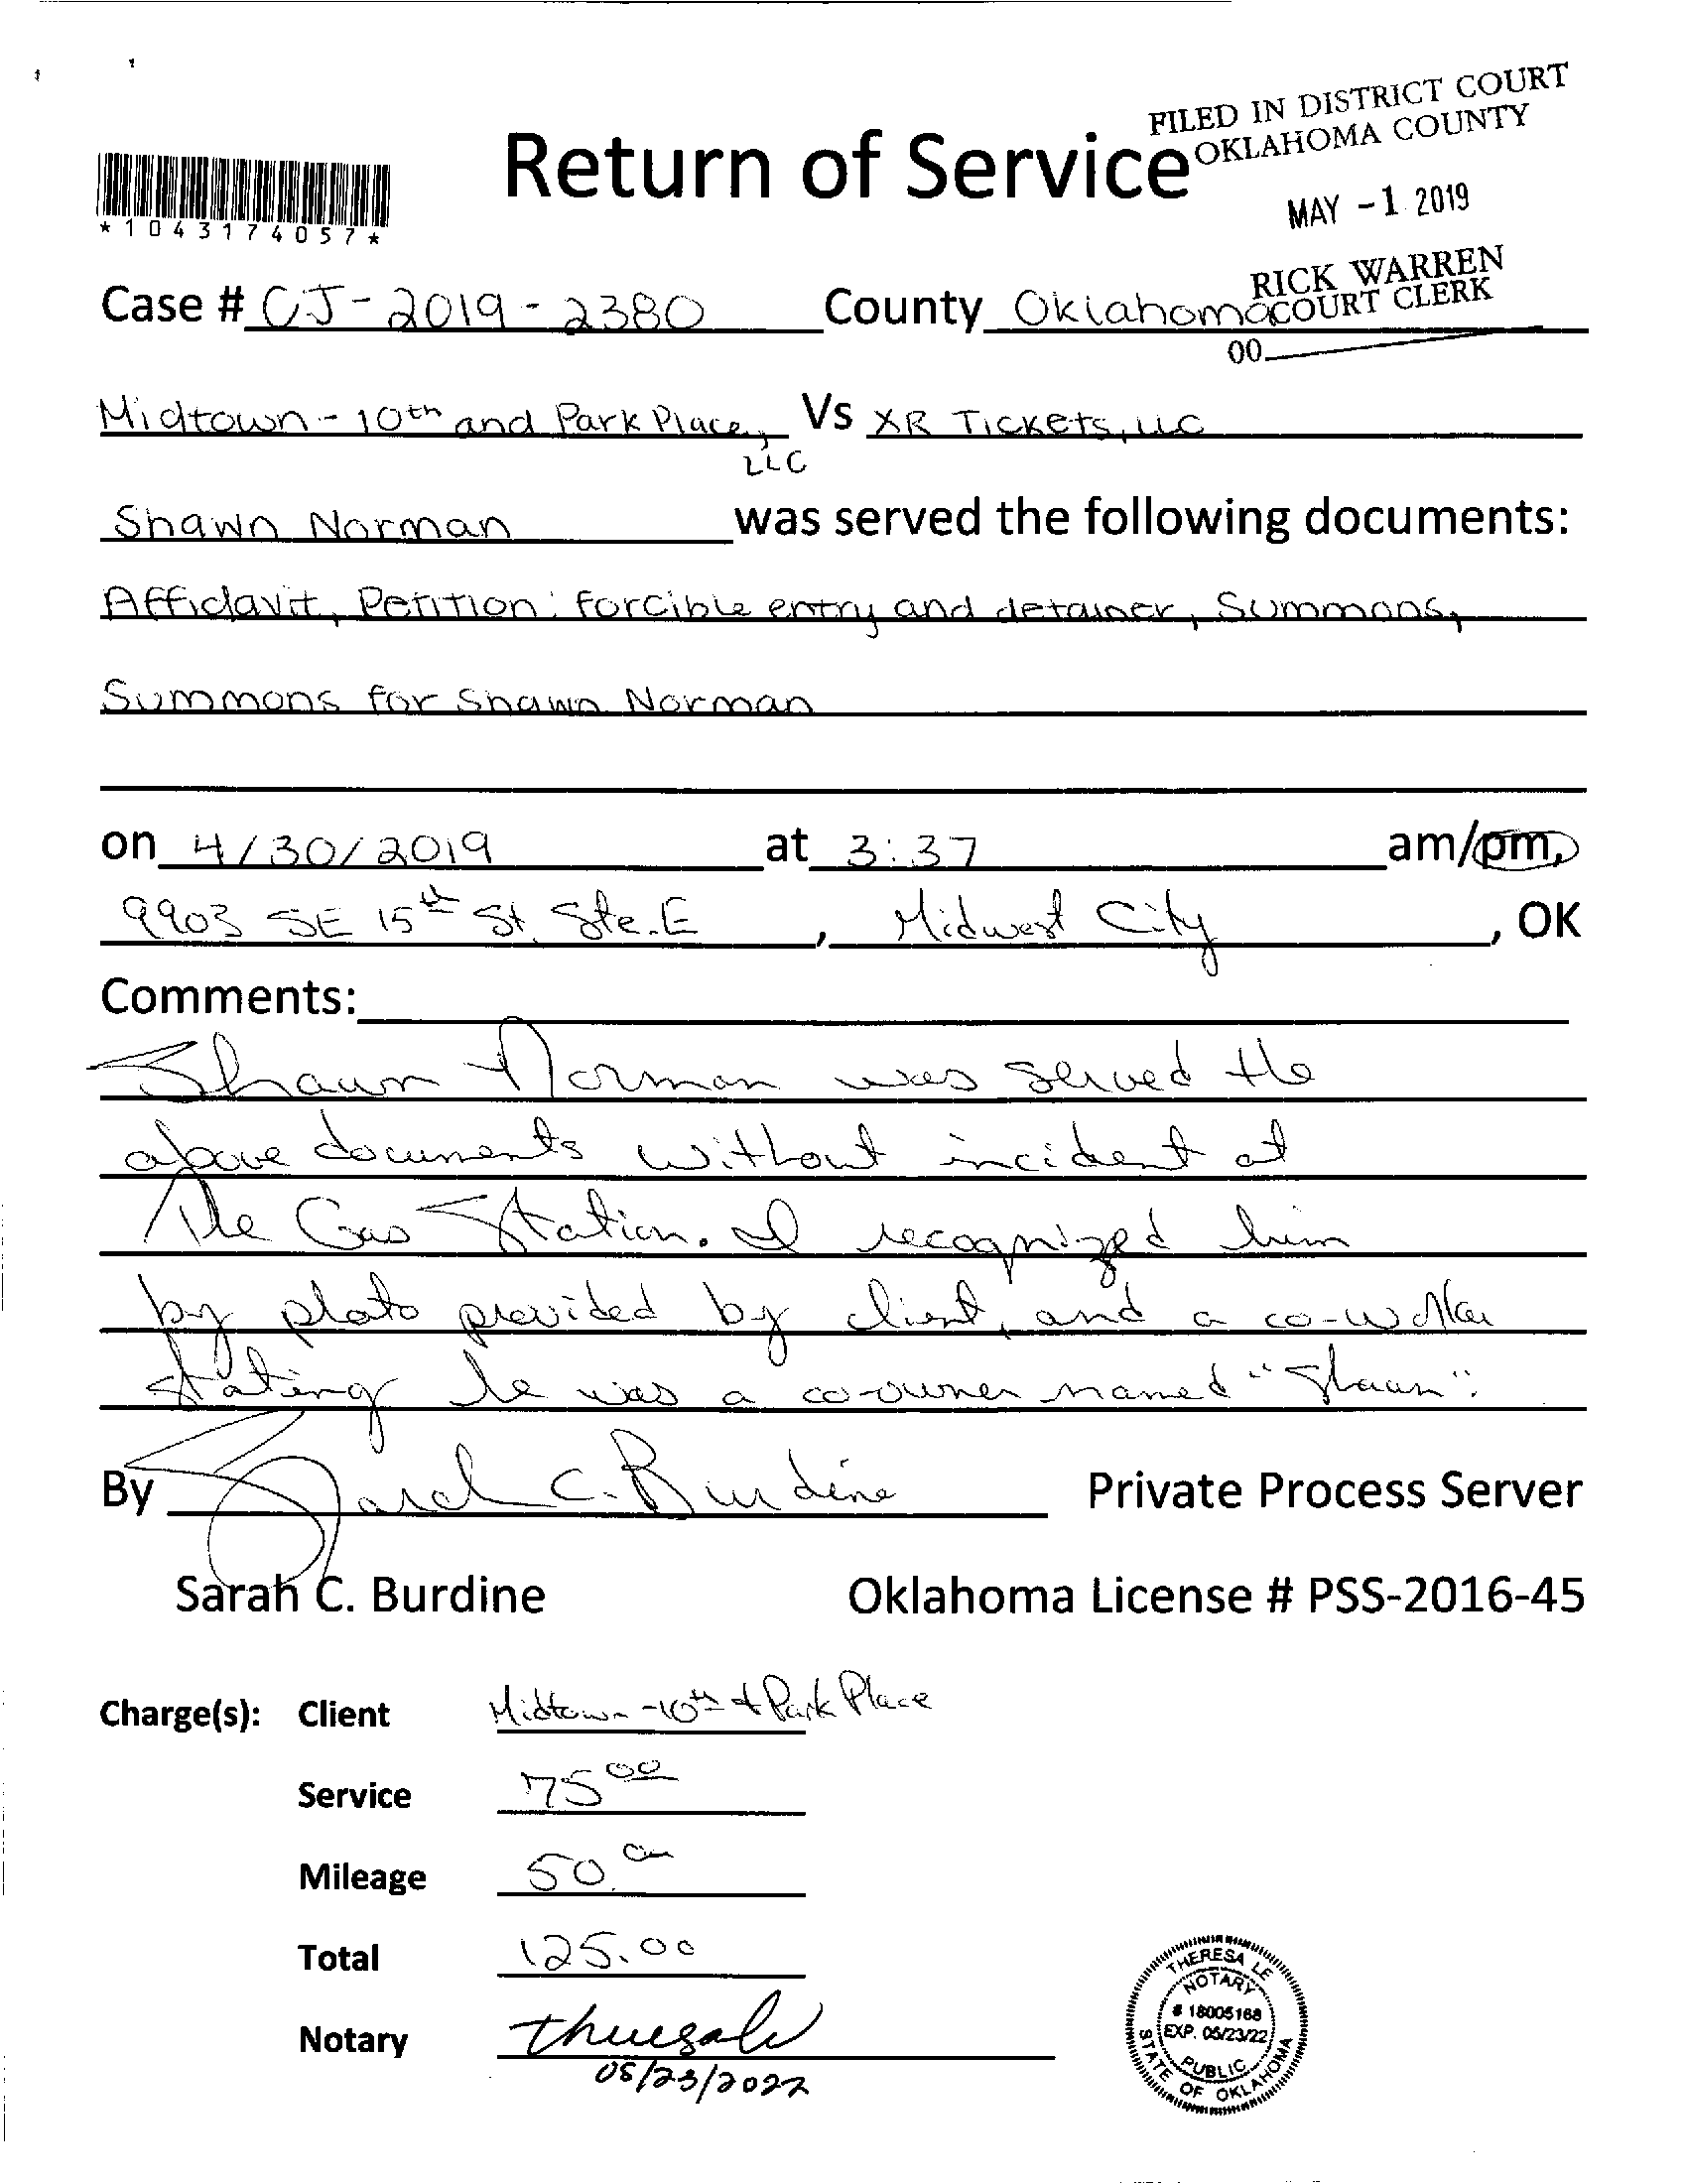 FILED IN DISTRICT COURT
OKLAHOMA COUNTY
Return of Service
MAY -1 2019
*1043174057*
RICK WARREN
COURT CLERK
Case # CJ-2019-2380 County Oklahoma
00
Midtown-10th and Park Place, Vs XR Tickets, LLC
LLC
Shawn Norman was served the following documents:
Affidavit, Petition: forcible entry and detainer, Summons,
Summons for Shawn Norman
on 4/30/2019 at 3:37 am/pm,
9903 SE 15th St. Ste. E, Midwest City, OK
Comments:
Shawn Norman was served the
above documents without incident at
The Gas Station. I recognized him
by photo provided by client, and a co-worker
stating he was a co-owner named "Shaun".
By Sarah C. Burdine Private Process Server
Sarah C. Burdine Oklahoma License # PSS-2016-45
Charge(s): Client Midtown-10th & Park Place
Service 75 00
Mileage 50.00
Total 125.00
Notary
05/23/2022
THERESA LE
NOTARY
# 18005168
EXP. 05/23/22
PUBLIC
STATE OF OKLAHOMA